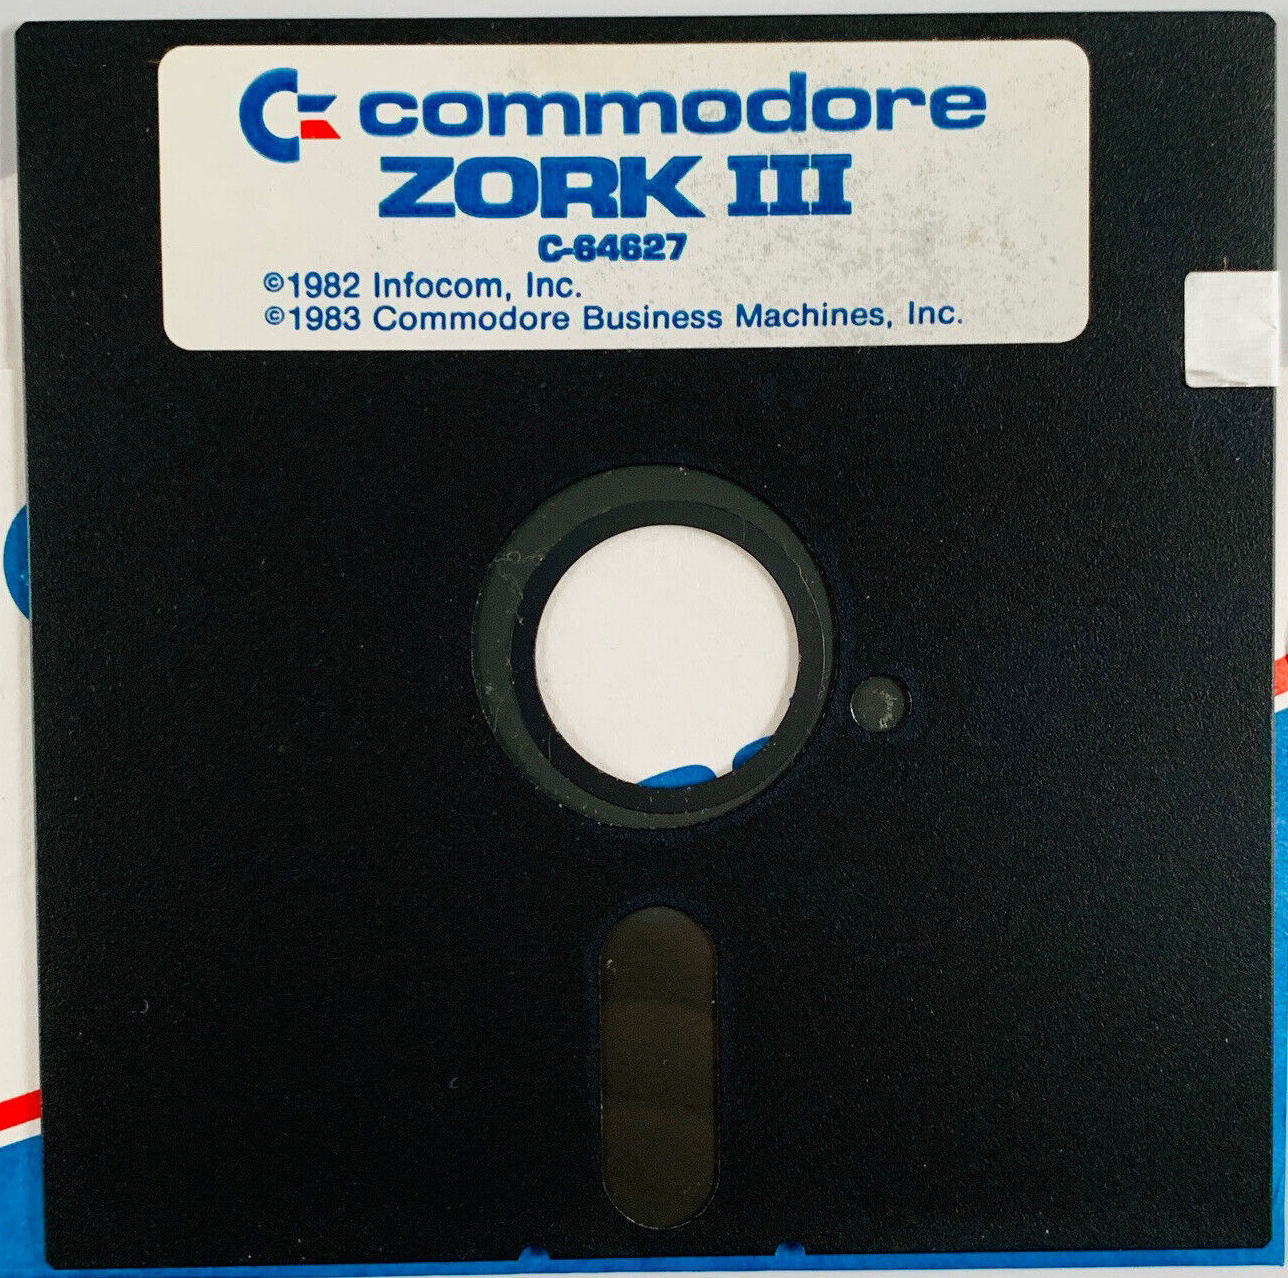 commodore
ZORK III
C-64627
©1982 Infocom, Inc.
©1983 Commodore Business Machines, Inc.